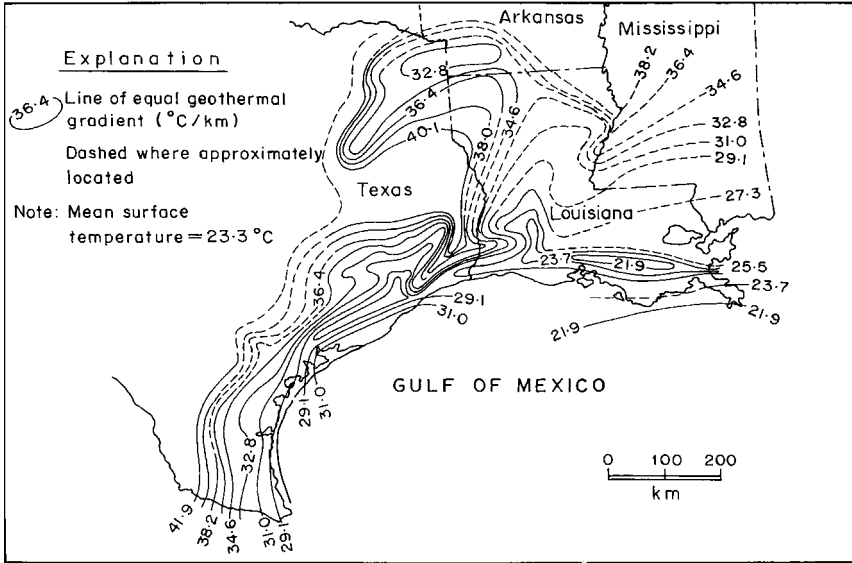 Arkansas
Mississippi
Explanation
36·4
Line of equal geothermal
gradient (°C/km)
Dashed where approximately
located
Note: Mean surface
temperature = 23·3 °C
32·8
36·4
40·1
38·0
34·6
38·2
36·4
34·6
32·8
31·0
29·1
27·3
Texas
Louisiana
36·4
23·7
21·9
25·5
23·7
21·9
29·1
31·0
GULF OF MEXICO
29·1
31·0
32·8
41·9
38·2
34·6
31·0
29·1
0 100 200
km